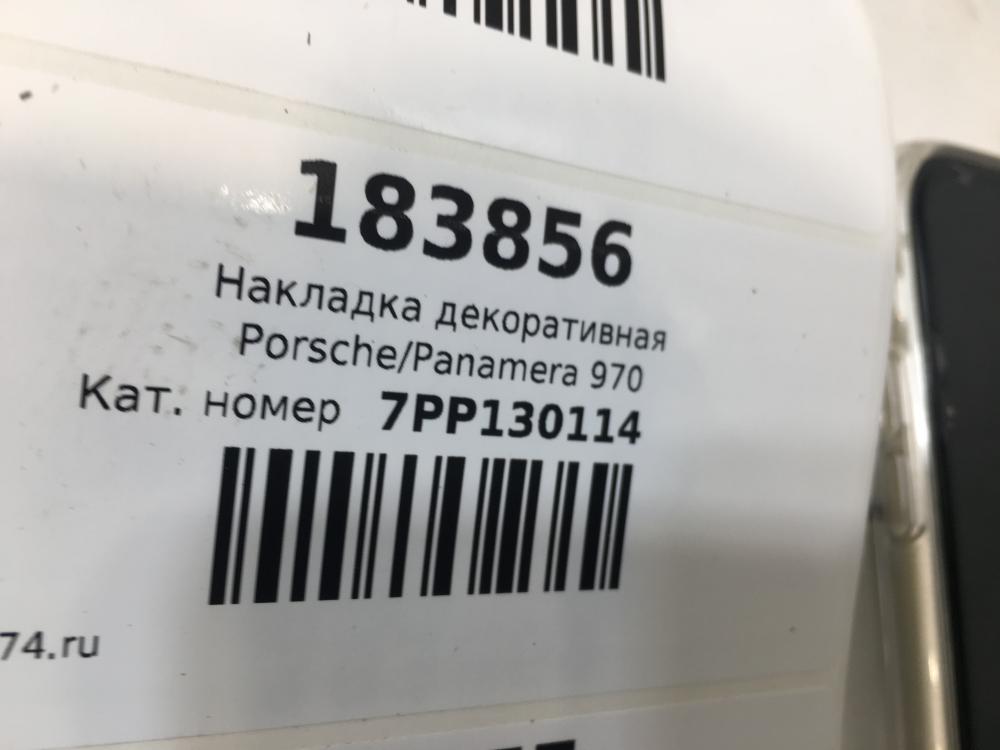 183856
Накладка декоративная
Porsche/Panamera 970
Кат. номер 7PP130114
74.ru